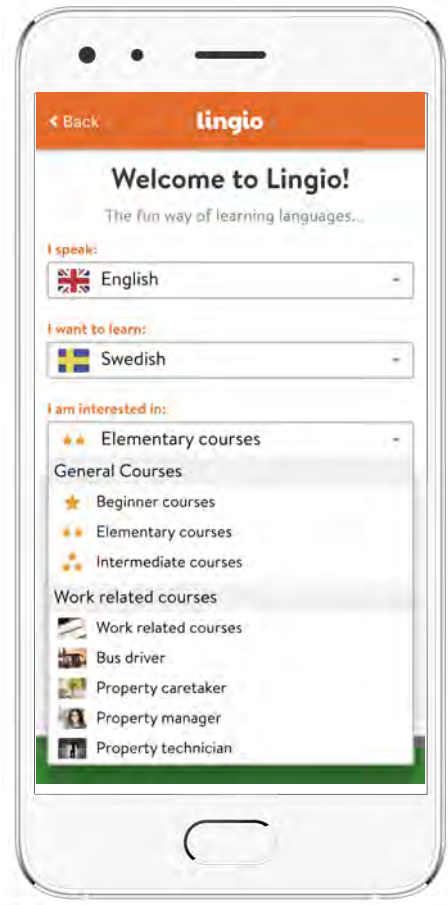 Back
lingio
Welcome to Lingio!
The fun way of learning languages...
I speak:
English
I want to learn:
Swedish
I am interested in:
Elementary courses
General Courses
Beginner courses
Elementary courses
Intermediate courses
Work related courses
Work related courses
Bus driver
Property caretaker
Property manager
Property technician